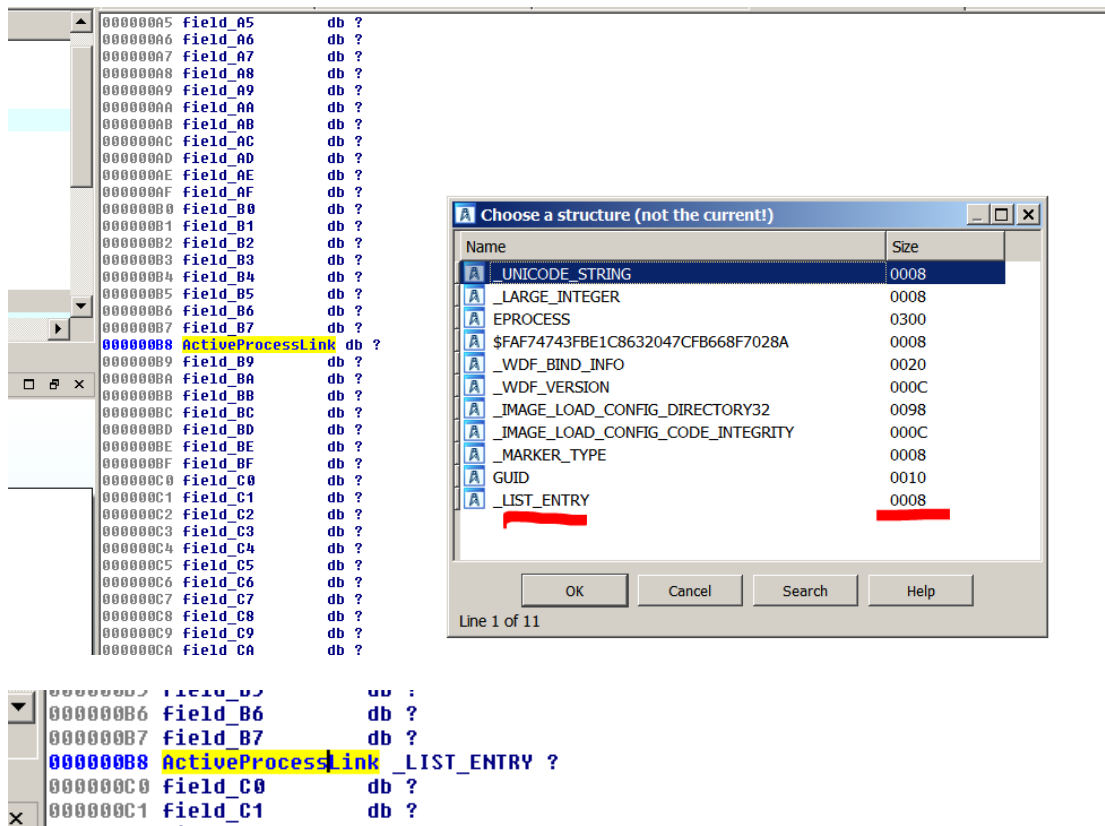 000000A5 field_A5 db ?
000000A6 field_A6 db ?
000000A7 field_A7 db ?
000000A8 field_A8 db ?
000000A9 field_A9 db ?
000000AA field_AA db ?
000000AB field_AB db ?
000000AC field_AC db ?
000000AD field_AD db ?
000000AE field_AE db ?
000000AF field_AF db ?
000000B0 field_B0 db ?
000000B1 field_B1 db ?
000000B2 field_B2 db ?
000000B3 field_B3 db ?
000000B4 field_B4 db ?
000000B5 field_B5 db ?
000000B6 field_B6 db ?
000000B7 field_B7 db ?
000000B8 ActiveProcessLink db ?
000000B9 field_B9 db ?
000000BA field_BA db ?
000000BB field_BB db ?
000000BC field_BC db ?
000000BD field_BD db ?
000000BE field_BE db ?
000000BF field_BF db ?
000000C0 field_C0 db ?
000000C1 field_C1 db ?
000000C2 field_C2 db ?
000000C3 field_C3 db ?
000000C4 field_C4 db ?
000000C5 field_C5 db ?
000000C6 field_C6 db ?
000000C7 field_C7 db ?
000000C8 field_C8 db ?
000000C9 field_C9 db ?
000000CA field_CA db ?
Choose a structure (not the current!)
Name Size
_UNICODE_STRING 0008
_LARGE_INTEGER 0008
EPROCESS 0300
$FAF74743FBE1C8632047CFB668F7028A 0008
_WDF_BIND_INFO 0020
_WDF_VERSION 000C
_IMAGE_LOAD_CONFIG_DIRECTORY32 0098
_IMAGE_LOAD_CONFIG_CODE_INTEGRITY 000C
_MARKER_TYPE 0008
GUID 0010
_LIST_ENTRY 0008
OK Cancel Search Help
Line 1 of 11
000000B5 field_B5 db ?
000000B6 field_B6 db ?
000000B7 field_B7 db ?
000000B8 ActiveProcessLink _LIST_ENTRY ?
000000C0 field_C0 db ?
000000C1 field_C1 db ?